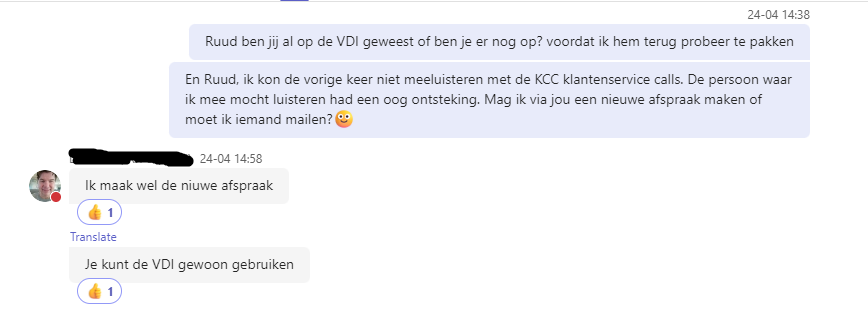 24-04 14:38
Ruud ben jij al op de VDI geweest of ben je er nog op? voordat ik hem terug probeer te pakken
En Ruud, ik kon de vorige keer niet meeluisteren met de KCC klantenservice calls. De persoon waar
ik mee mocht luisteren had een oog ontsteking. Mag ik via jou een nieuwe afspraak maken of
moet ik iemand mailen?
24-04 14:58
Ik maak wel de niuwe afspraak
1
Translate
Je kunt de VDI gewoon gebruiken
1